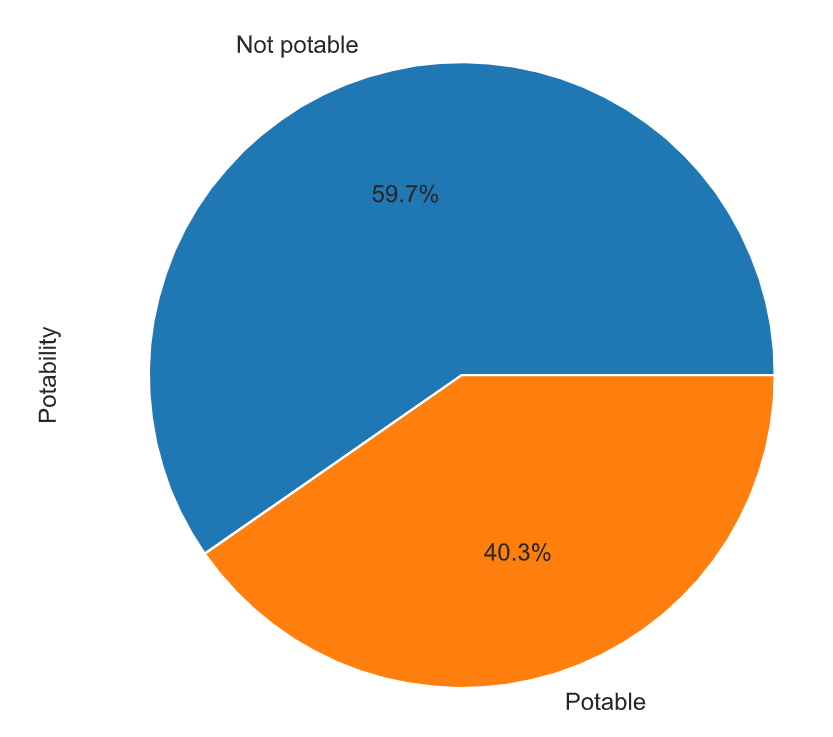 Not potable
59.7%
Potability
40.3%
Potable